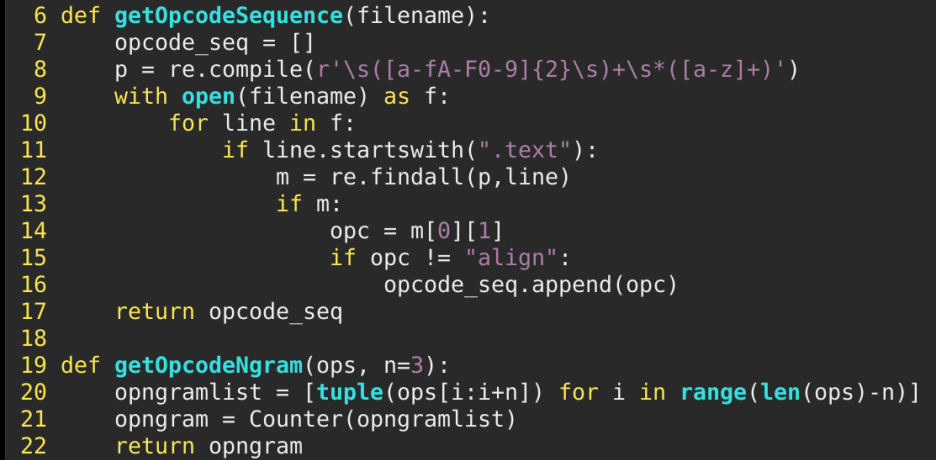 6 def getOpcodeSequence(filename):
7     opcode_seq = []
8     p = re.compile(r'\s([a-fA-F0-9]{2}\s)+\s*([a-z]+)')
9     with open(filename) as f:
10         for line in f:
11             if line.startswith(".text"):
12                 m = re.findall(p,line)
13                 if m:
14                     opc = m[0][1]
15                     if opc != "align":
16                         opcode_seq.append(opc)
17     return opcode_seq
18
19 def getOpcodeNgram(ops, n=3):
20     opngramlist = [tuple(ops[i:i+n]) for i in range(len(ops)-n)]
21     opngram = Counter(opngramlist)
22     return opngram